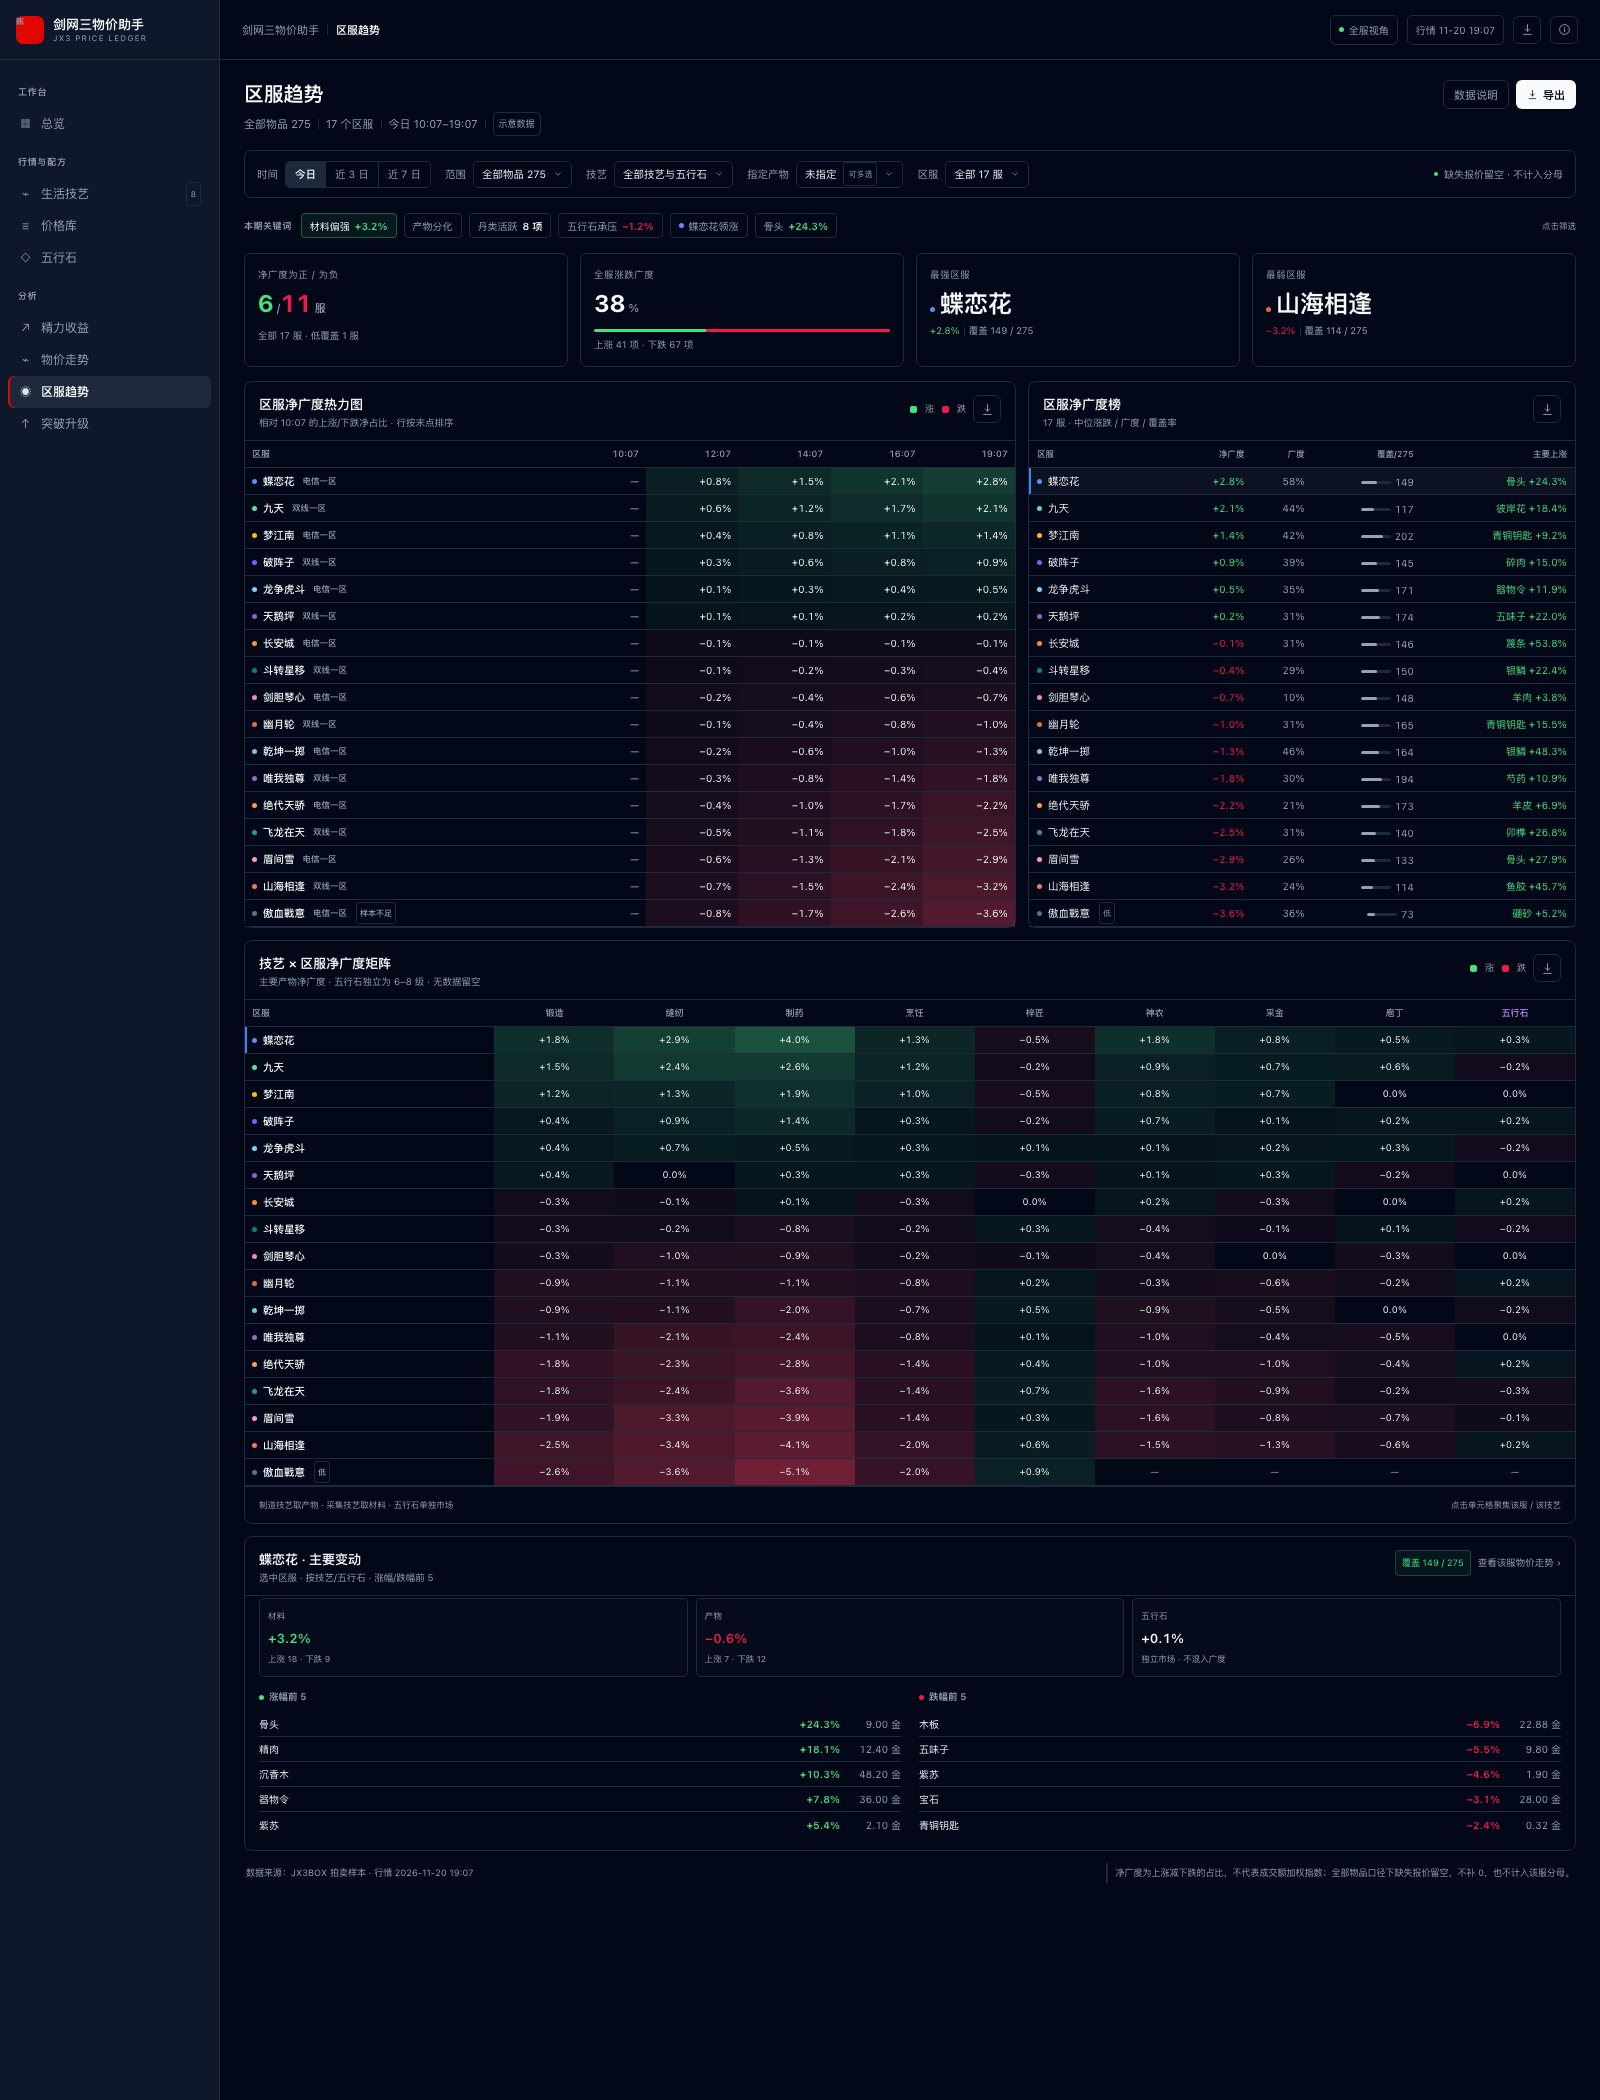 账
剑网三物价助手
JX3 PRICE LEDGER
工作台
总览
行情与配方
生活技艺 8
价格库
五行石
分析
精力收益
物价走势
区服趋势
突破升级
剑网三物价助手 区服趋势
全服视角 行情 11-20 19:07
区服趋势
数据说明 导出
全部物品 275 17 个区服 今日 10:07–19:07 示意数据
时间 今日 近 3 日 近 7 日 范围 全部物品 275 技艺 全部技艺与五行石 指定产物 未指定 可多选 区服 全部 17 服 缺失报价留空 · 不计入分母
本期关键词 材料偏强 +3.2% 产物分化 丹类活跃 8 项 五行石承压 −1.2% 蝶恋花领涨 骨头 +24.3% 点击筛选
净广度为正 / 为负
6/11 服
全部 17 服 · 低覆盖 1 服
全服涨跌广度
38 %
上涨 41 项 · 下跌 67 项
最强区服
蝶恋花
+2.8% 覆盖 149 / 275
最弱区服
山海相逢
−3.2% 覆盖 114 / 275
区服净广度热力图
相对 10:07 的上涨/下跌净占比 · 行按末点排序
涨 跌
区服 10:07 12:07 14:07 16:07 19:07
蝶恋花 电信一区 — +0.8% +1.5% +2.1% +2.8%
九天 双线一区 — +0.6% +1.2% +1.7% +2.1%
梦江南 电信一区 — +0.4% +0.8% +1.1% +1.4%
破阵子 双线一区 — +0.3% +0.6% +0.8% +0.9%
龙争虎斗 电信一区 — +0.1% +0.3% +0.4% +0.5%
天鹅坪 双线一区 — +0.1% +0.1% +0.2% +0.2%
长安城 电信一区 — −0.1% −0.1% −0.1% −0.1%
斗转星移 双线一区 — −0.1% −0.2% −0.3% −0.4%
剑胆琴心 电信一区 — −0.2% −0.4% −0.6% −0.7%
幽月轮 双线一区 — −0.1% −0.4% −0.8% −1.0%
乾坤一掷 电信一区 — −0.2% −0.6% −1.0% −1.3%
唯我独尊 双线一区 — −0.3% −0.8% −1.4% −1.8%
绝代天骄 电信一区 — −0.4% −1.0% −1.7% −2.2%
飞龙在天 双线一区 — −0.5% −1.1% −1.8% −2.5%
眉间雪 电信一区 — −0.6% −1.3% −2.1% −2.9%
山海相逢 双线一区 — −0.7% −1.5% −2.4% −3.2%
傲血戰意 电信一区 样本不足 — −0.8% −1.7% −2.6% −3.6%
区服净广度榜
17 服 · 中位涨跌 / 广度 / 覆盖率
区服 净广度 广度 覆盖/275 主要上涨
蝶恋花 +2.8% 58% 149 骨头 +24.3%
九天 +2.1% 44% 117 彼岸花 +18.4%
梦江南 +1.4% 42% 202 青铜钥匙 +9.2%
破阵子 +0.9% 39% 145 碎肉 +15.0%
龙争虎斗 +0.5% 35% 171 器物令 +11.9%
天鹅坪 +0.2% 31% 174 五味子 +22.0%
长安城 −0.1% 31% 146 篾条 +53.8%
斗转星移 −0.4% 29% 150 银鳞 +22.4%
剑胆琴心 −0.7% 10% 148 羊肉 +3.8%
幽月轮 −1.0% 31% 165 青铜钥匙 +15.5%
乾坤一掷 −1.3% 46% 164 银鳞 +48.3%
唯我独尊 −1.8% 30% 194 芍药 +10.9%
绝代天骄 −2.2% 21% 173 羊皮 +6.9%
飞龙在天 −2.5% 31% 140 卯榫 +26.8%
眉间雪 −2.9% 26% 133 骨头 +27.9%
山海相逢 −3.2% 24% 114 鱼胶 +45.7%
傲血戰意 低 −3.6% 36% 73 硼砂 +5.2%
技艺 × 区服净广度矩阵
主要产物净广度 · 五行石独立为 6–8 级 · 无数据留空
涨 跌
区服 锻造 缝纫 制药 烹饪 梓匠 神农 采金 庖丁 五行石
蝶恋花 +1.8% +2.9% +4.0% +1.3% −0.5% +1.8% +0.8% +0.5% +0.3%
九天 +1.5% +2.4% +2.6% +1.2% −0.2% +0.9% +0.7% +0.6% −0.2%
梦江南 +1.2% +1.3% +1.9% +1.0% −0.5% +0.8% +0.7% 0.0% 0.0%
破阵子 +0.4% +0.9% +1.4% +0.3% −0.2% +0.7% +0.1% +0.2% +0.2%
龙争虎斗 +0.4% +0.7% +0.5% +0.3% +0.1% +0.1% +0.2% +0.3% −0.2%
天鹅坪 +0.4% 0.0% +0.3% +0.3% −0.3% +0.1% +0.3% −0.2% 0.0%
长安城 −0.3% −0.1% +0.1% −0.3% 0.0% +0.2% −0.3% 0.0% +0.2%
斗转星移 −0.3% −0.2% −0.8% −0.2% +0.3% −0.4% −0.1% +0.1% −0.2%
剑胆琴心 −0.3% −1.0% −0.9% −0.2% −0.1% −0.4% 0.0% −0.3% 0.0%
幽月轮 −0.9% −1.1% −1.1% −0.8% +0.2% −0.3% −0.6% −0.2% +0.2%
乾坤一掷 −0.9% −1.1% −2.0% −0.7% +0.5% −0.9% −0.5% 0.0% −0.2%
唯我独尊 −1.1% −2.1% −2.4% −0.8% +0.1% −1.0% −0.4% −0.5% 0.0%
绝代天骄 −1.8% −2.3% −2.8% −1.4% +0.4% −1.0% −1.0% −0.4% +0.2%
飞龙在天 −1.8% −2.4% −3.6% −1.4% +0.7% −1.6% −0.9% −0.2% −0.3%
眉间雪 −1.9% −3.3% −3.9% −1.4% +0.3% −1.6% −0.8% −0.7% −0.1%
山海相逢 −2.5% −3.4% −4.1% −2.0% +0.6% −1.5% −1.3% −0.6% +0.2%
傲血戰意 低 −2.6% −3.6% −5.1% −2.0% +0.9% — — — —
制造技艺取产物 · 采集技艺取材料 · 五行石单独市场 点击单元格聚焦该服 / 该技艺
蝶恋花 · 主要变动
选中区服 · 按技艺/五行石 · 涨幅/跌幅前 5
覆盖 149 / 275 查看该服物价走势 ›
材料
+3.2%
上涨 18 · 下跌 9
产物
−0.6%
上涨 7 · 下跌 12
五行石
+0.1%
独立市场 · 不混入广度
涨幅前 5
骨头 +24.3% 9.00 金
精肉 +18.1% 12.40 金
沉香木 +10.3% 48.20 金
器物令 +7.8% 36.00 金
紫苏 +5.4% 2.10 金
跌幅前 5
木板 −6.9% 22.88 金
五味子 −5.5% 9.80 金
紫苏 −4.6% 1.90 金
宝石 −3.1% 28.00 金
青铜钥匙 −2.4% 0.32 金
数据来源：JX3BOX 拍卖样本 · 行情 2026-11-20 19:07
净广度为上涨减下跌的占比，不代表成交额加权指数；全部物品口径下缺失报价留空，不补 0，也不计入该服分母。